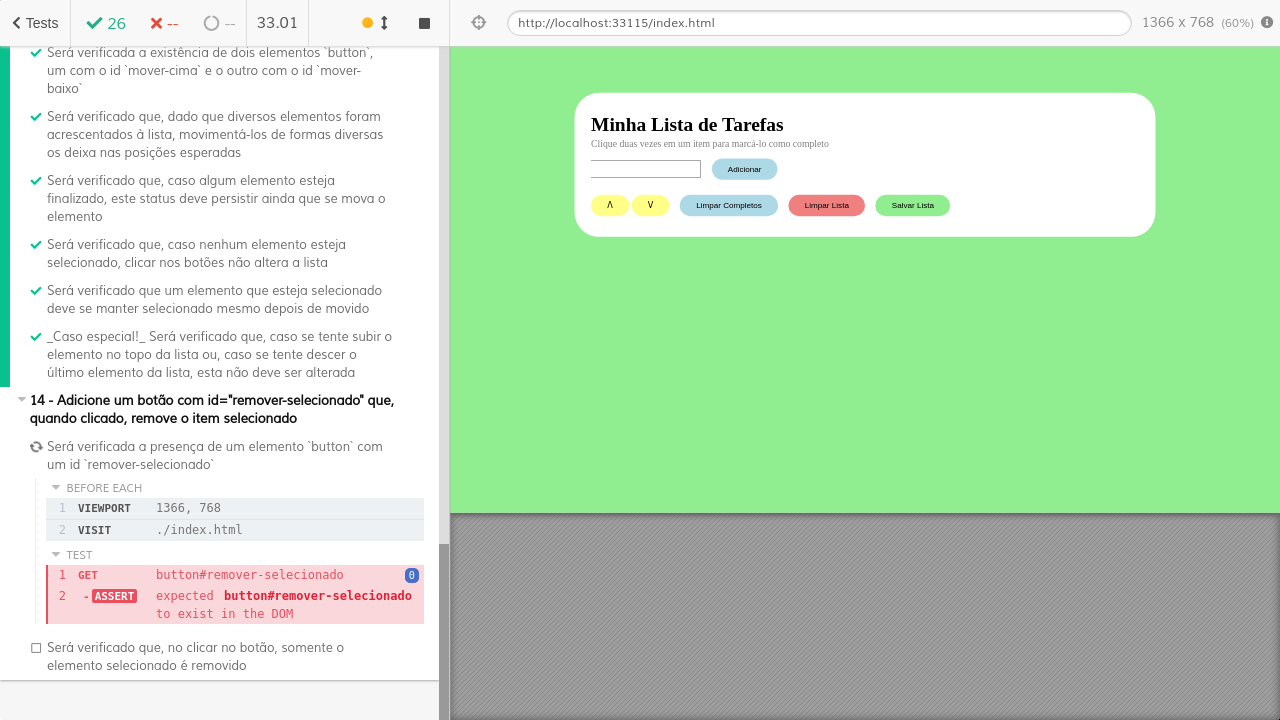 Tests
26
--
--
33.01
http://localhost:33115/index.html
1366 x 768 (60%)
Será verificada a existência de dois elementos `button`,
um com o id `mover-cima` e o outro com o id `mover-
baixo`
Será verificado que, dado que diversos elementos foram
acrescentados à lista, movimentá-los de formas diversas
os deixa nas posições esperadas
Será verificado que, caso algum elemento esteja
finalizado, este status deve persistir ainda que se mova o
elemento
Será verificado que, caso nenhum elemento esteja
selecionado, clicar nos botões não altera a lista
Será verificado que um elemento que esteja selecionado
deve se manter selecionado mesmo depois de movido
_Caso especial!_ Será verificado que, caso se tente subir o
elemento no topo da lista ou, caso se tente descer o
último elemento da lista, esta não deve ser alterada
14 - Adicione um botão com id="remover-selecionado" que,
quando clicado, remove o item selecionado
Será verificada a presença de um elemento `button` com
um id `remover-selecionado`
BEFORE EACH
1 VIEWPORT 1366, 768
2 VISIT ./index.html
TEST
1 GET button#remover-selecionado 0
2 -ASSERT expected button#remover-selecionado
to exist in the DOM
Será verificado que, no clicar no botão, somente o
elemento selecionado é removido
Minha Lista de Tarefas
Clique duas vezes em um item para marcá-lo como completo
Adicionar
Λ V Limpar Completos Limpar Lista Salvar Lista